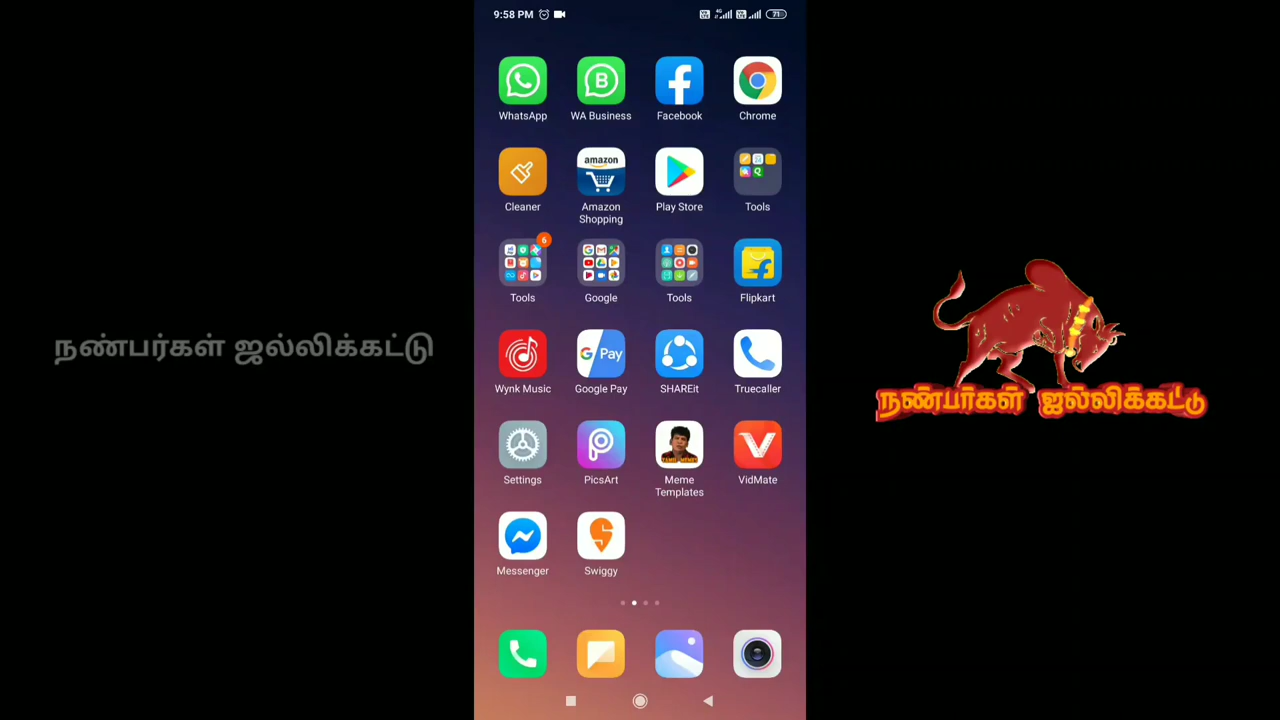 9:58 PM
71
WhatsApp
WA Business
Facebook
Chrome
Cleaner
amazon
Amazon
Shopping
Play Store
Tools
6
Tools
Google
Tools
Flipkart
Wynk Music
G Pay
Google Pay
SHAREit
Truecaller
Settings
PicsArt
Meme
Templates
VidMate
Messenger
Swiggy
நண்பர்கள் ஜல்லிக்கட்டு
நண்பர்கள் ஜல்லிக்கட்டு